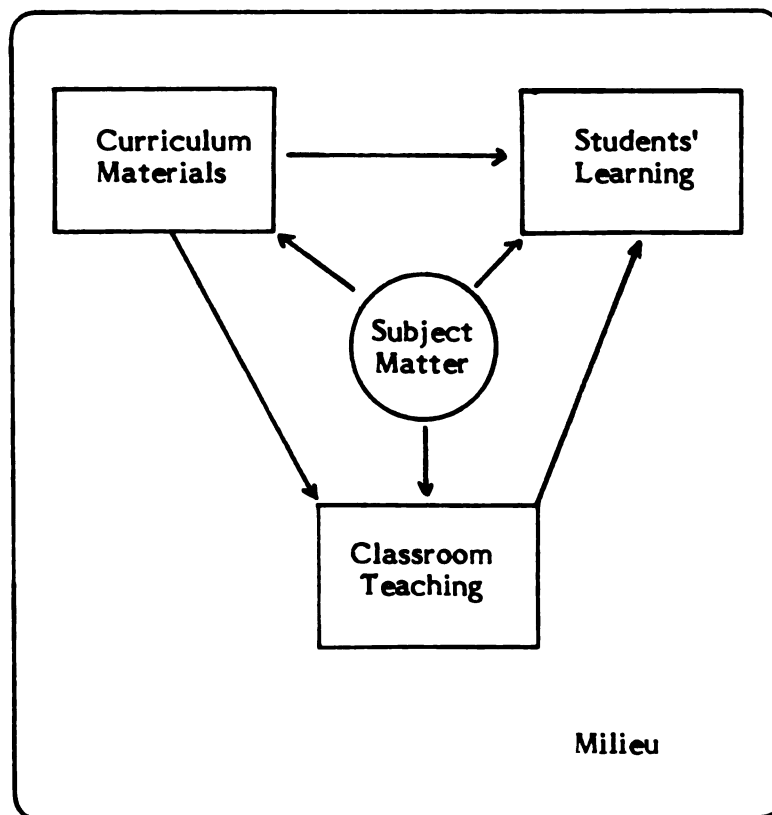 Curriculum
Materials
Students'
Learning
Subject
Matter
Classroom
Teaching
Milieu